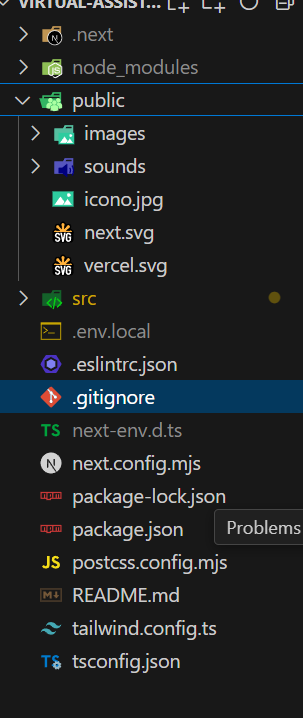 VIRTUAL-ASSIST...
.next
node_modules
public
images
sounds
icono.jpg
next.svg
vercel.svg
src
.env.local
.eslintrc.json
.gitignore
TS next-env.d.ts
N next.config.mjs
package-lock.json
package.json
Problems
JS postcss.config.mjs
README.md
tailwind.config.ts
TS tsconfig.json